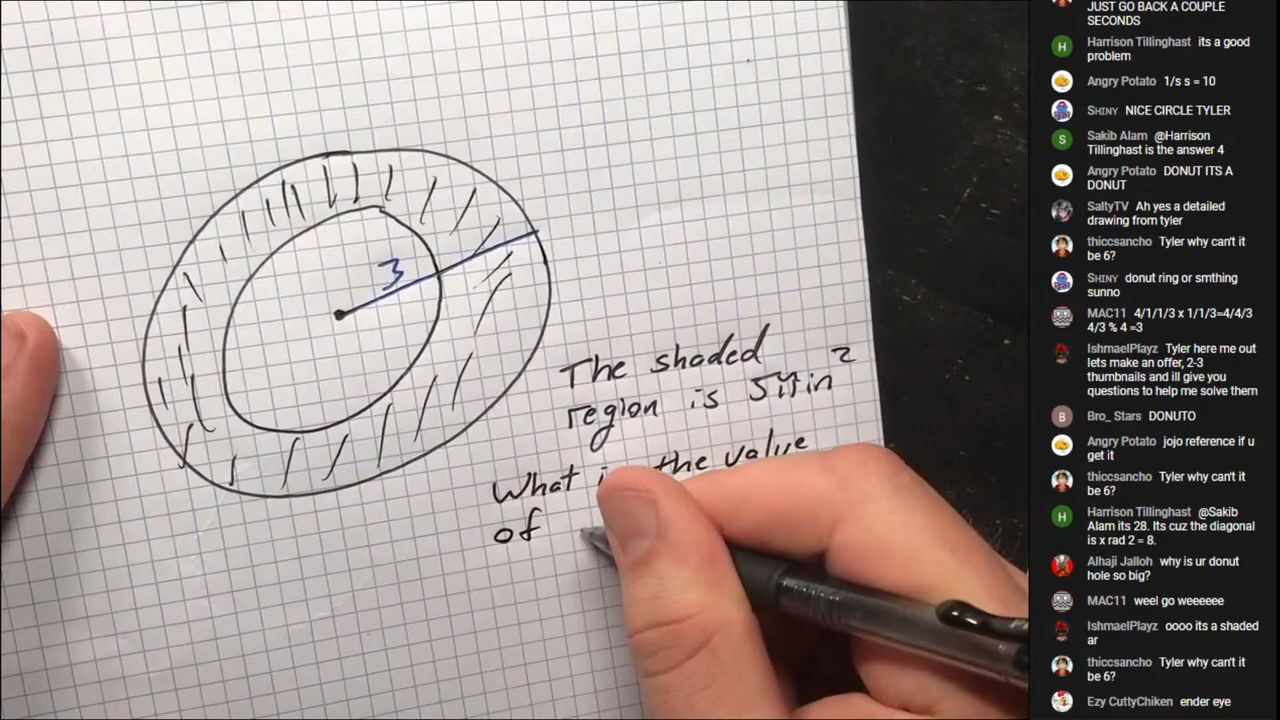 3
The shaded
region is 5π in²
What the value
of
JUST GO BACK A COUPLE
SECONDS
Harrison Tillinghast its a good
problem
Angry Potato 1/s s = 10
SHINY NICE CIRCLE TYLER
Sakib Alam @Harrison
Tillinghast is the answer 4
Angry Potato DONUT ITS A
DONUT
SaltyTV Ah yes a detailed
drawing from tyler
thiccsancho Tyler why can't it
be 6?
SHINY donut ring or smthing
sunno
MAC11 4/1/1/3 x 1/1/3=4/4/3
4/3 % 4 =3
IshmaelPlayz Tyler here me out
lets make an offer, 2-3
thumbnails and ill give you
questions to help me solve them
Bro_ Stars DONUTO
Angry Potato jojo reference if u
get it
thiccsancho Tyler why can't it
be 6?
Harrison Tillinghast @Sakib
Alam its 28. Its cuz the diagonal
is x rad 2 = 8.
Alhaji Jalloh why is ur donut
hole so big?
MAC11 weel go weeeeee
IshmaelPlayz oooo its a shaded
ar
thiccsancho Tyler why can't it
be 6?
Ezy CuttyChiken ender eye
H
S
B
H